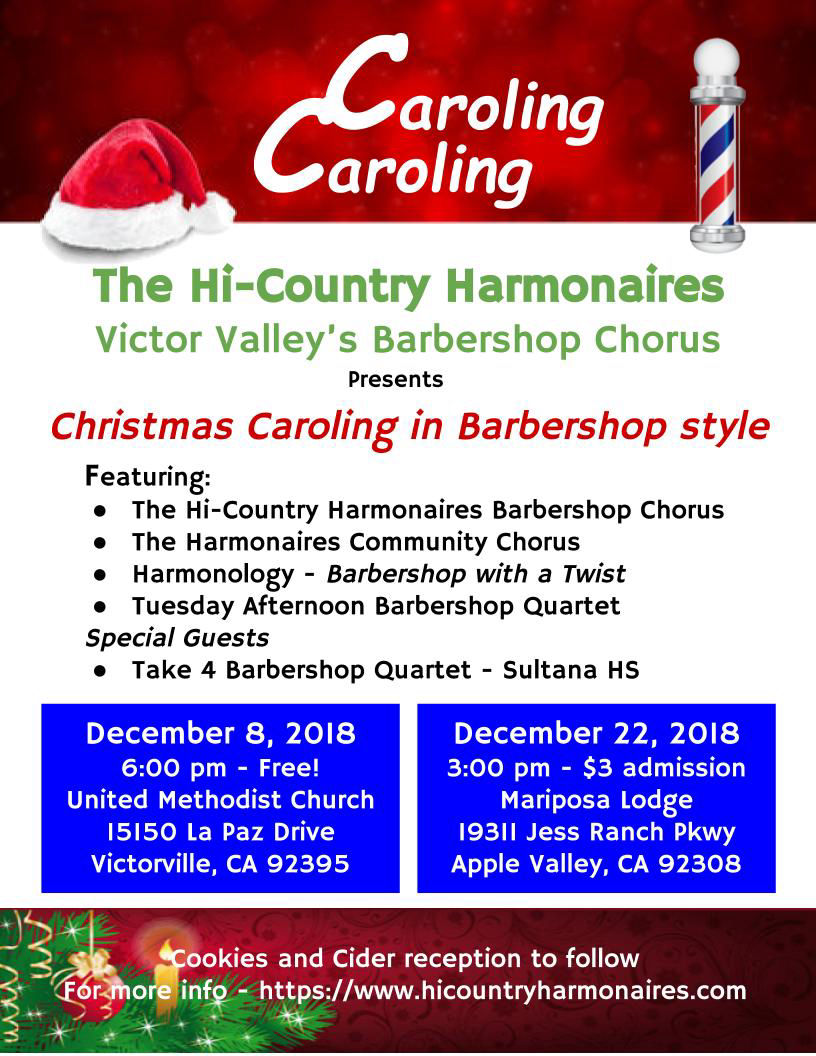 Caroling
Caroling
The Hi-Country Harmonaires
Victor Valley's Barbershop Chorus
Presents
Christmas Caroling in Barbershop style
Featuring:
● The Hi-Country Harmonaires Barbershop Chorus
● The Harmonaires Community Chorus
● Harmonology - Barbershop with a Twist
● Tuesday Afternoon Barbershop Quartet
Special Guests
● Take 4 Barbershop Quartet - Sultana HS
December 8, 2018
6:00 pm - Free!
United Methodist Church
15150 La Paz Drive
Victorville, CA 92395
December 22, 2018
3:00 pm - $3 admission
Mariposa Lodge
19311 Jess Ranch Pkwy
Apple Valley, CA 92308
Cookies and Cider reception to follow
For more info - https://www.hicountryharmonaires.com